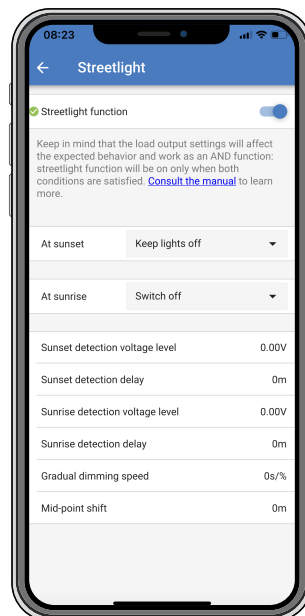 08:23
Streetlight
Streetlight function
Keep in mind that the load output settings will affect
the expected behavior and work as an AND function:
streetlight function will be on only when both
conditions are satisfied. Consult the manual to learn
more.
At sunset Keep lights off
At sunrise Switch off
Sunset detection voltage level 0.00V
Sunset detection delay 0m
Sunrise detection voltage level 0.00V
Sunrise detection delay 0m
Gradual dimming speed 0s/%
Mid-point shift 0m